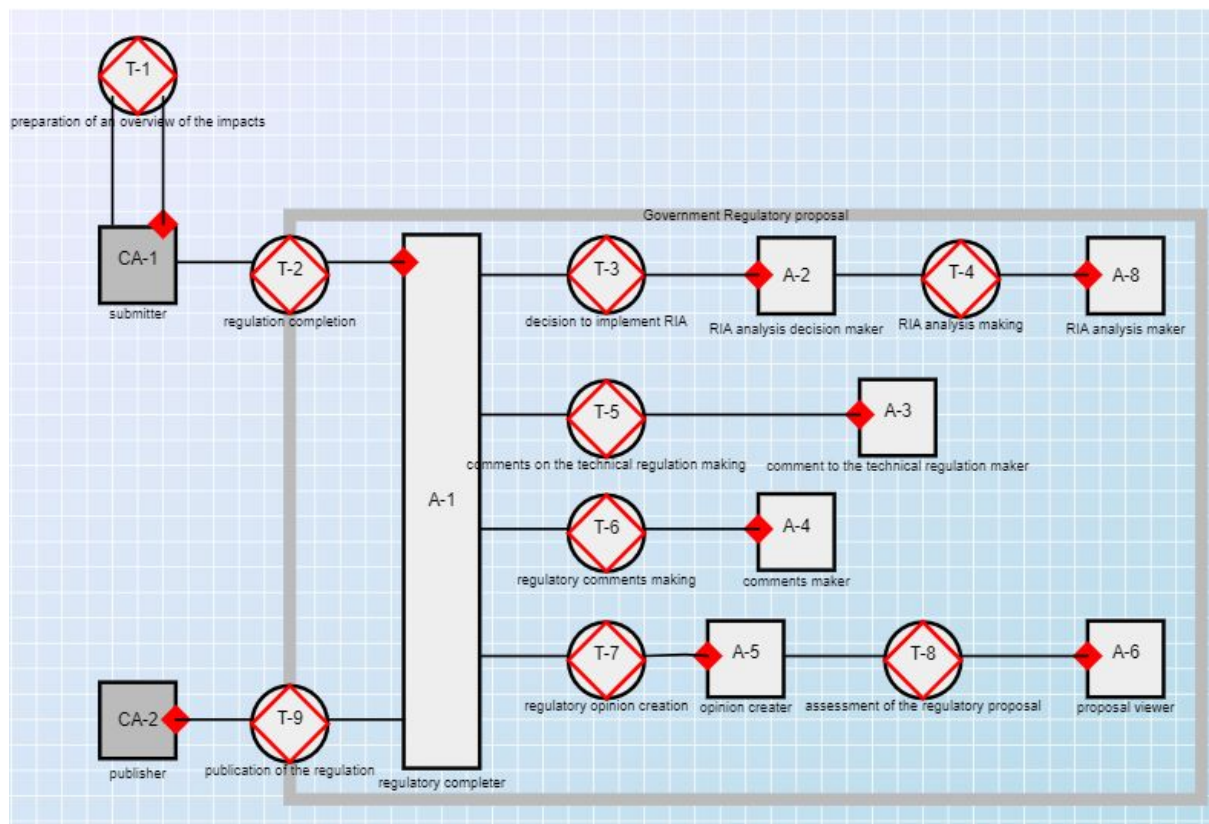 T-1
preparation of an overview of the impacts
Government Regulatory proposal
CA-1
submitter
T-2
regulation completion
T-3
decision to implement RIA
A-2
RIA analysis decision maker
T-4
RIA analysis making
A-8
RIA analysis maker
T-5
comments on the technical regulation making
A-3
comment to the technical regulation maker
A-1
T-6
regulatory comments making
A-4
comments maker
T-7
regulatory opinion creation
A-5
opinion creater
T-8
assessment of the regulatory proposal
A-6
proposal viewer
CA-2
publisher
T-9
publication of the regulation
regulatory completer